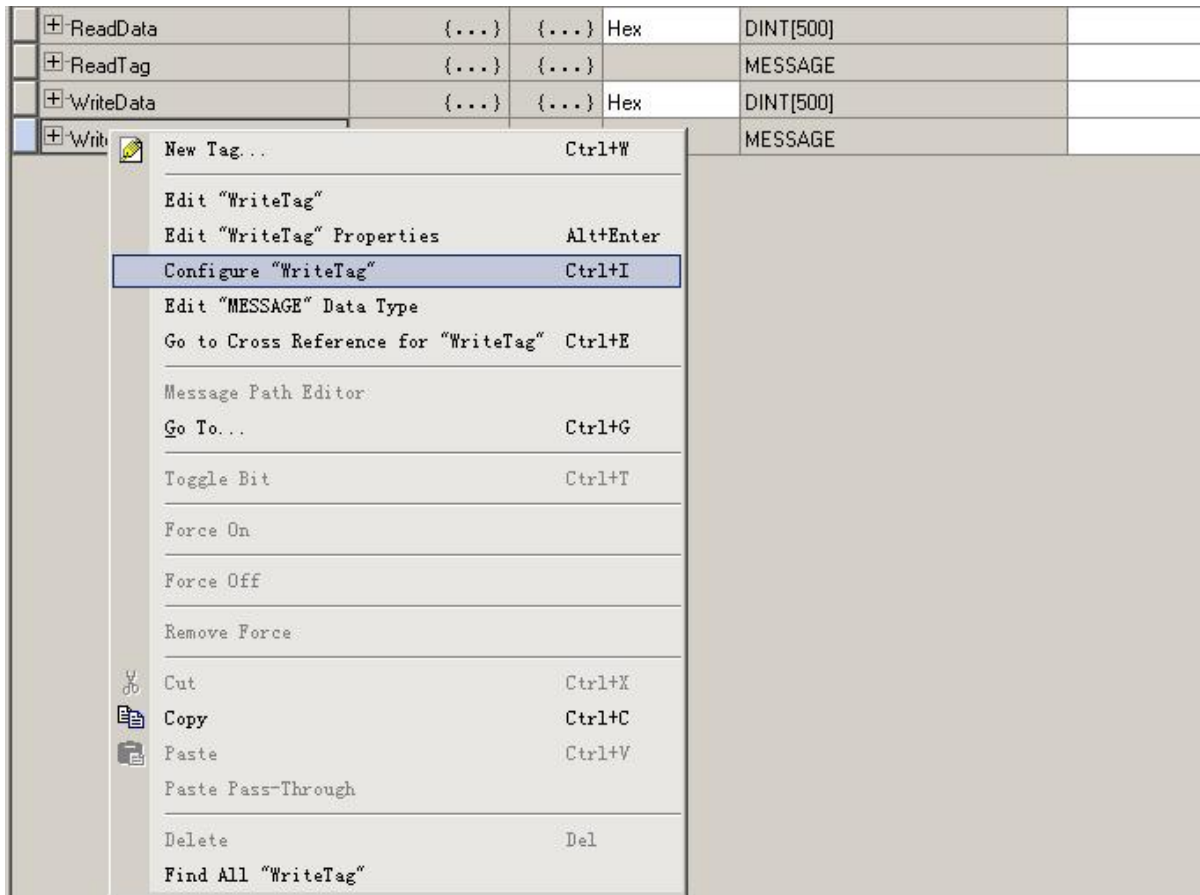 ReadData {...} {...} Hex DINT[500]
ReadTag {...} {...} MESSAGE
WriteData {...} {...} Hex DINT[500]
MESSAGE
New Tag... Ctrl+W
Edit "WriteTag"
Edit "WriteTag" Properties Alt+Enter
Configure "WriteTag" Ctrl+I
Edit "MESSAGE" Data Type
Go to Cross Reference for "WriteTag" Ctrl+E
Message Path Editor
Go To... Ctrl+G
Toggle Bit Ctrl+T
Force On
Force Off
Remove Force
Cut Ctrl+X
Copy Ctrl+C
Paste Ctrl+V
Paste Pass-Through
Delete Del
Find All "WriteTag"